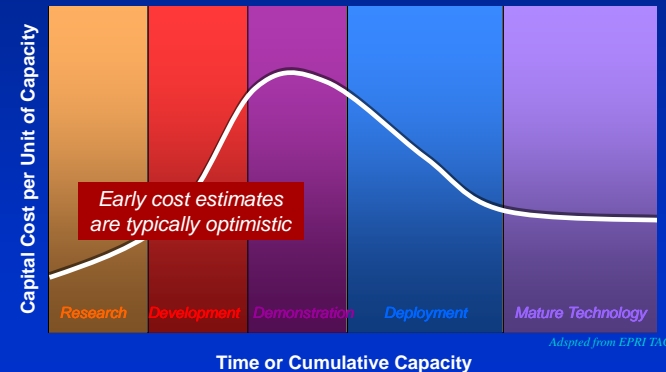 Capital Cost per Unit of Capacity
Early cost estimates
are typically optimistic
Research Development Demonstration Deployment Mature Technology
Adspted from EPRI TAG
Time or Cumulative Capacity